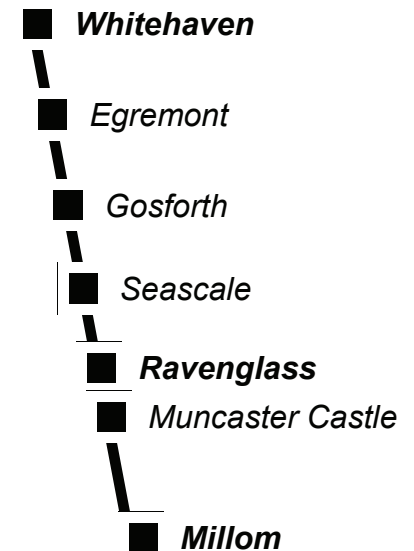 Whitehaven
Egremont
Gosforth
Seascale
Ravenglass
Muncaster Castle
Millom